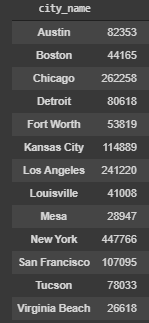 city_name
Austin 82353
Boston 44165
Chicago 262258
Detroit 80618
Fort Worth 53819
Kansas City 114889
Los Angeles 241220
Louisville 41008
Mesa 28947
New York 447766
San Francisco 107095
Tucson 78033
Virginia Beach 26618